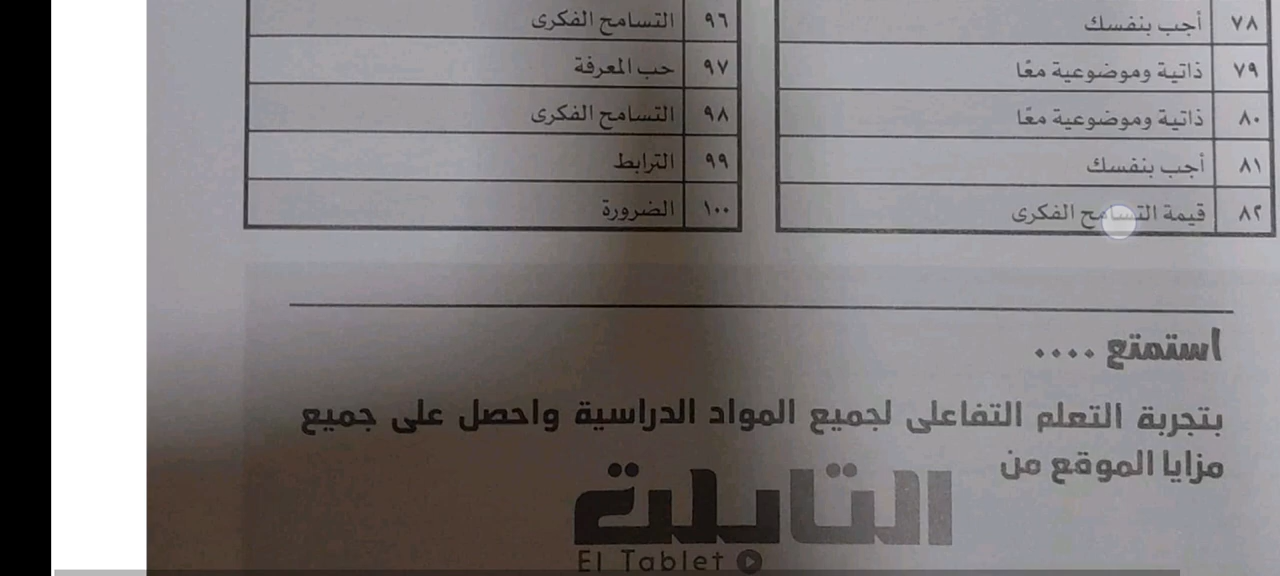 ٧٨ أجب بنفسك
٧٩ ذاتية وموضوعية معًا
٨٠ ذاتية وموضوعية معًا
٨١ أجب بنفسك
٨٢ قيمة التسامح الفكرى
٩٦ التسامح الفكرى
٩٧ حب المعرفة
٩٨ التسامح الفكرى
٩٩ الترابط
١٠٠ الضرورة
استمتع ....
بتجربة التعلم التفاعلى لجميع المواد الدراسية واحصل على جميع
مزايا الموقع من
التابلت
El Tablet